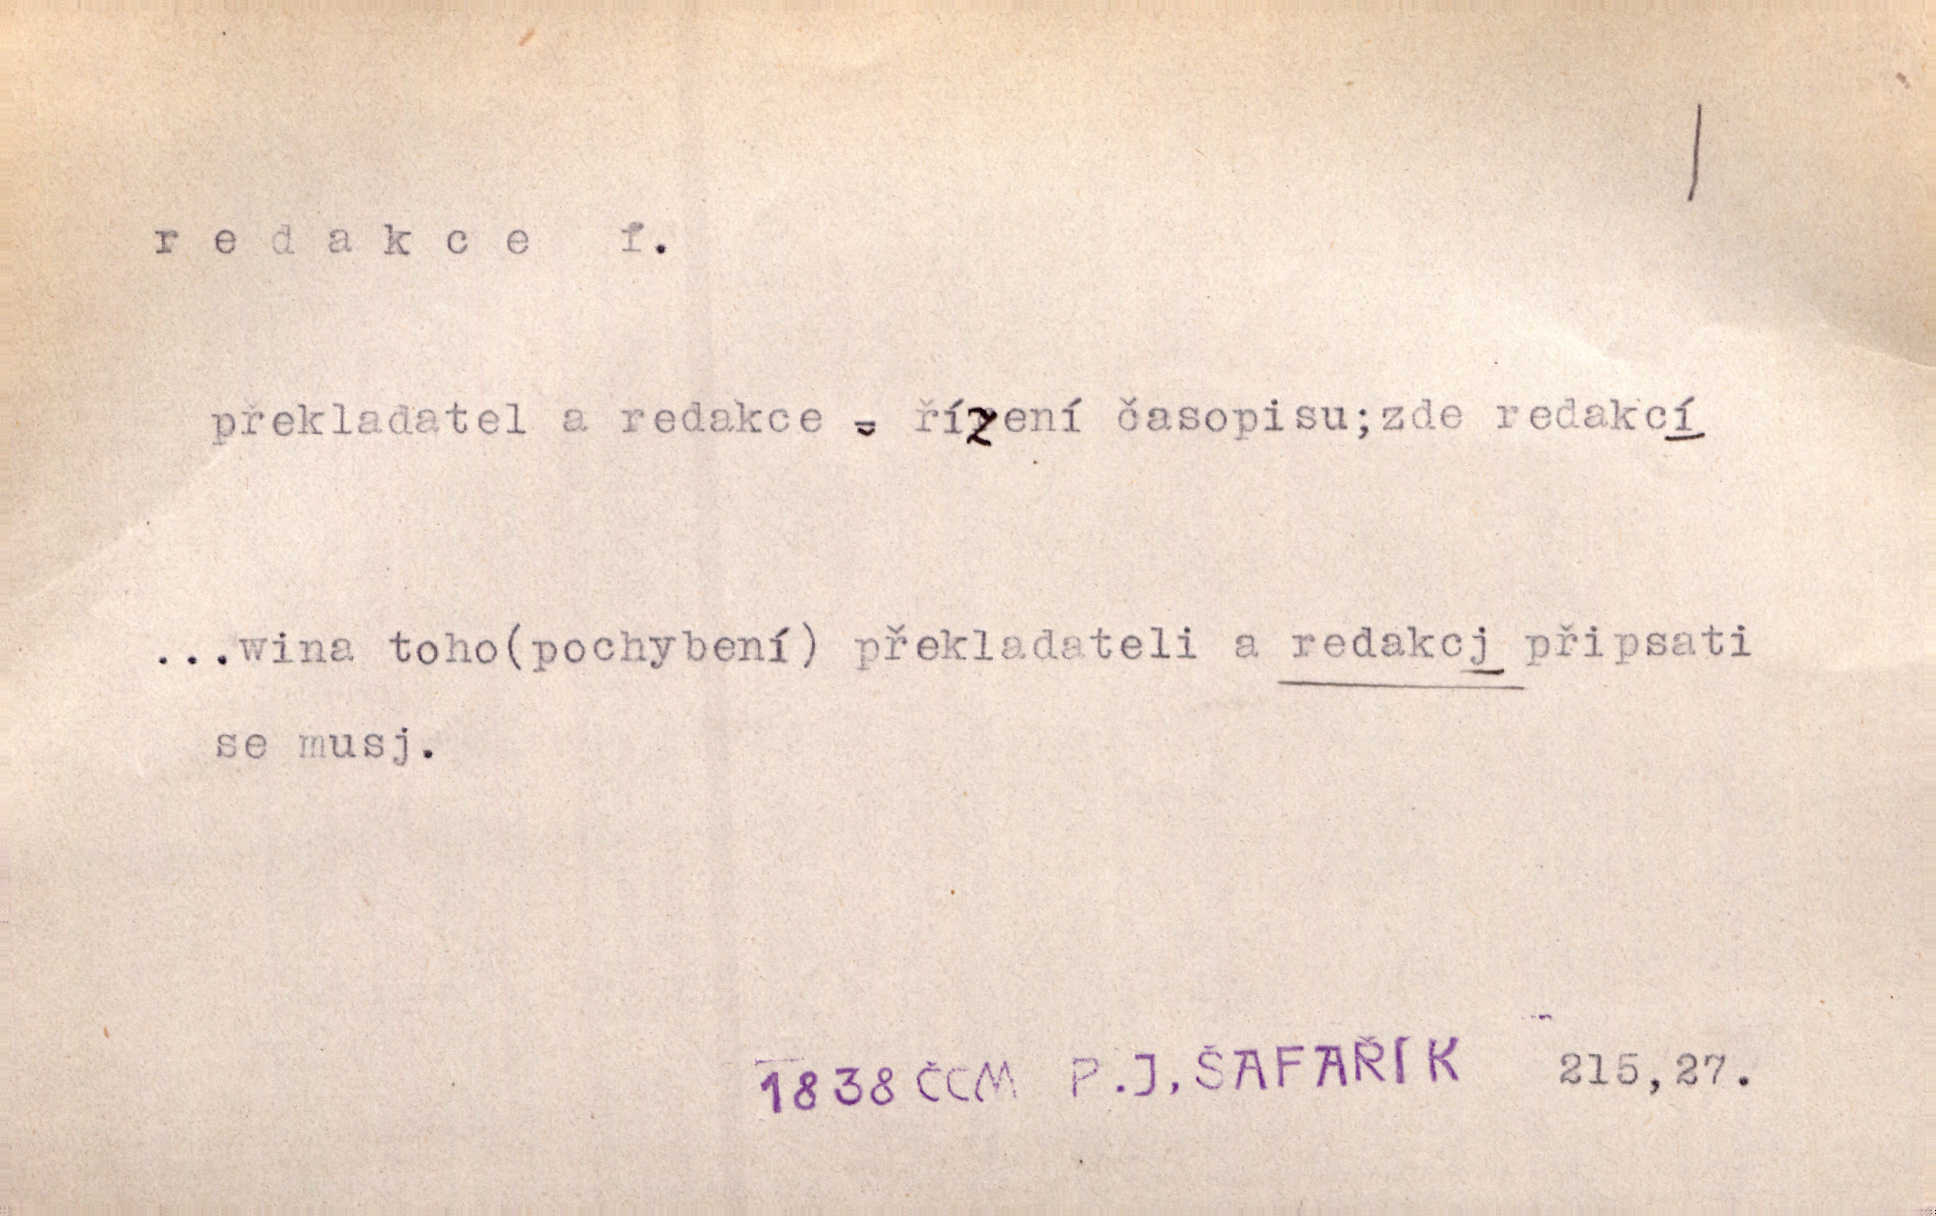 redakce f.
překladatel a redakce = řízení časopisu;zde redakcí
...wina toho(pochybení) překladateli a redakcj připsati
se musj.
1838 ČCM P.J. ŠAFAŘÍK 215,27.